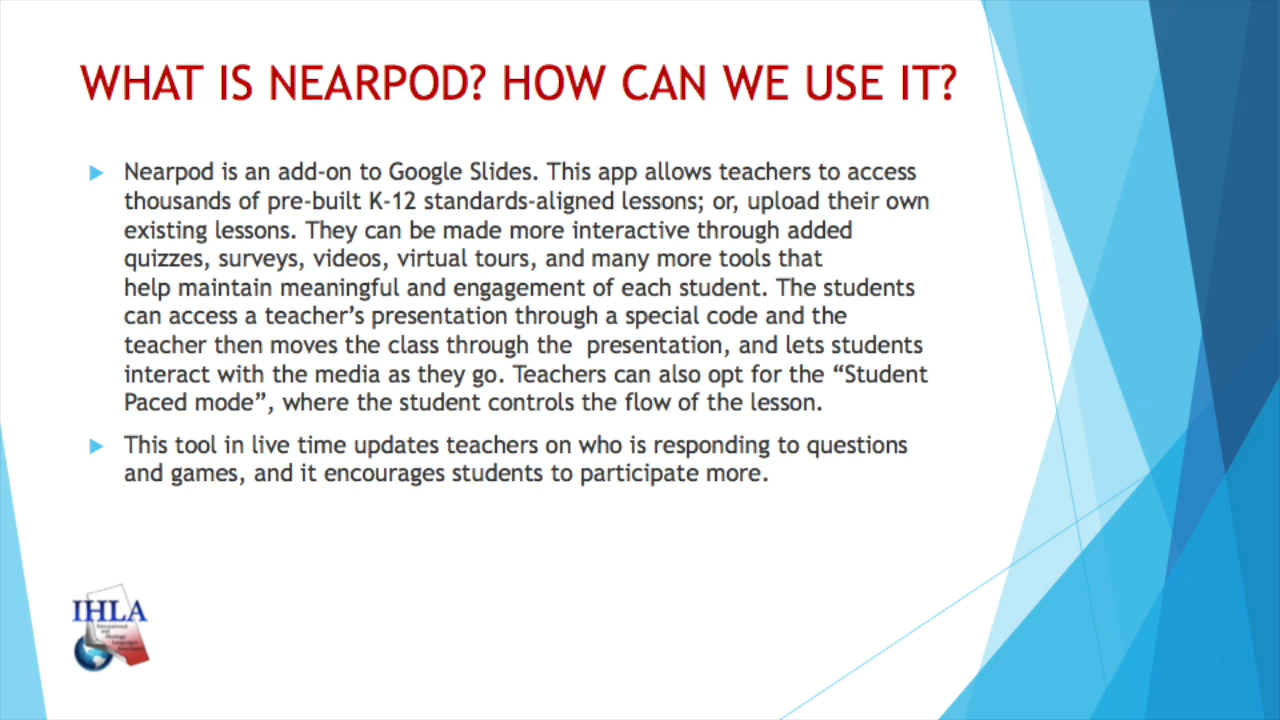 WHAT IS NEARPOD? HOW CAN WE USE IT?
Nearpod is an add-on to Google Slides. This app allows teachers to access
thousands of pre-built K-12 standards-aligned lessons; or, upload their own
existing lessons. They can be made more interactive through added
quizzes, surveys, videos, virtual tours, and many more tools that
help maintain meaningful and engagement of each student. The students
can access a teacher’s presentation through a special code and the
teacher then moves the class through the  presentation, and lets students
interact with the media as they go. Teachers can also opt for the “Student
Paced mode”, where the student controls the flow of the lesson.
This tool in live time updates teachers on who is responding to questions
and games, and it encourages students to participate more.
IHLA
International
and
Heritage
Languages
Association